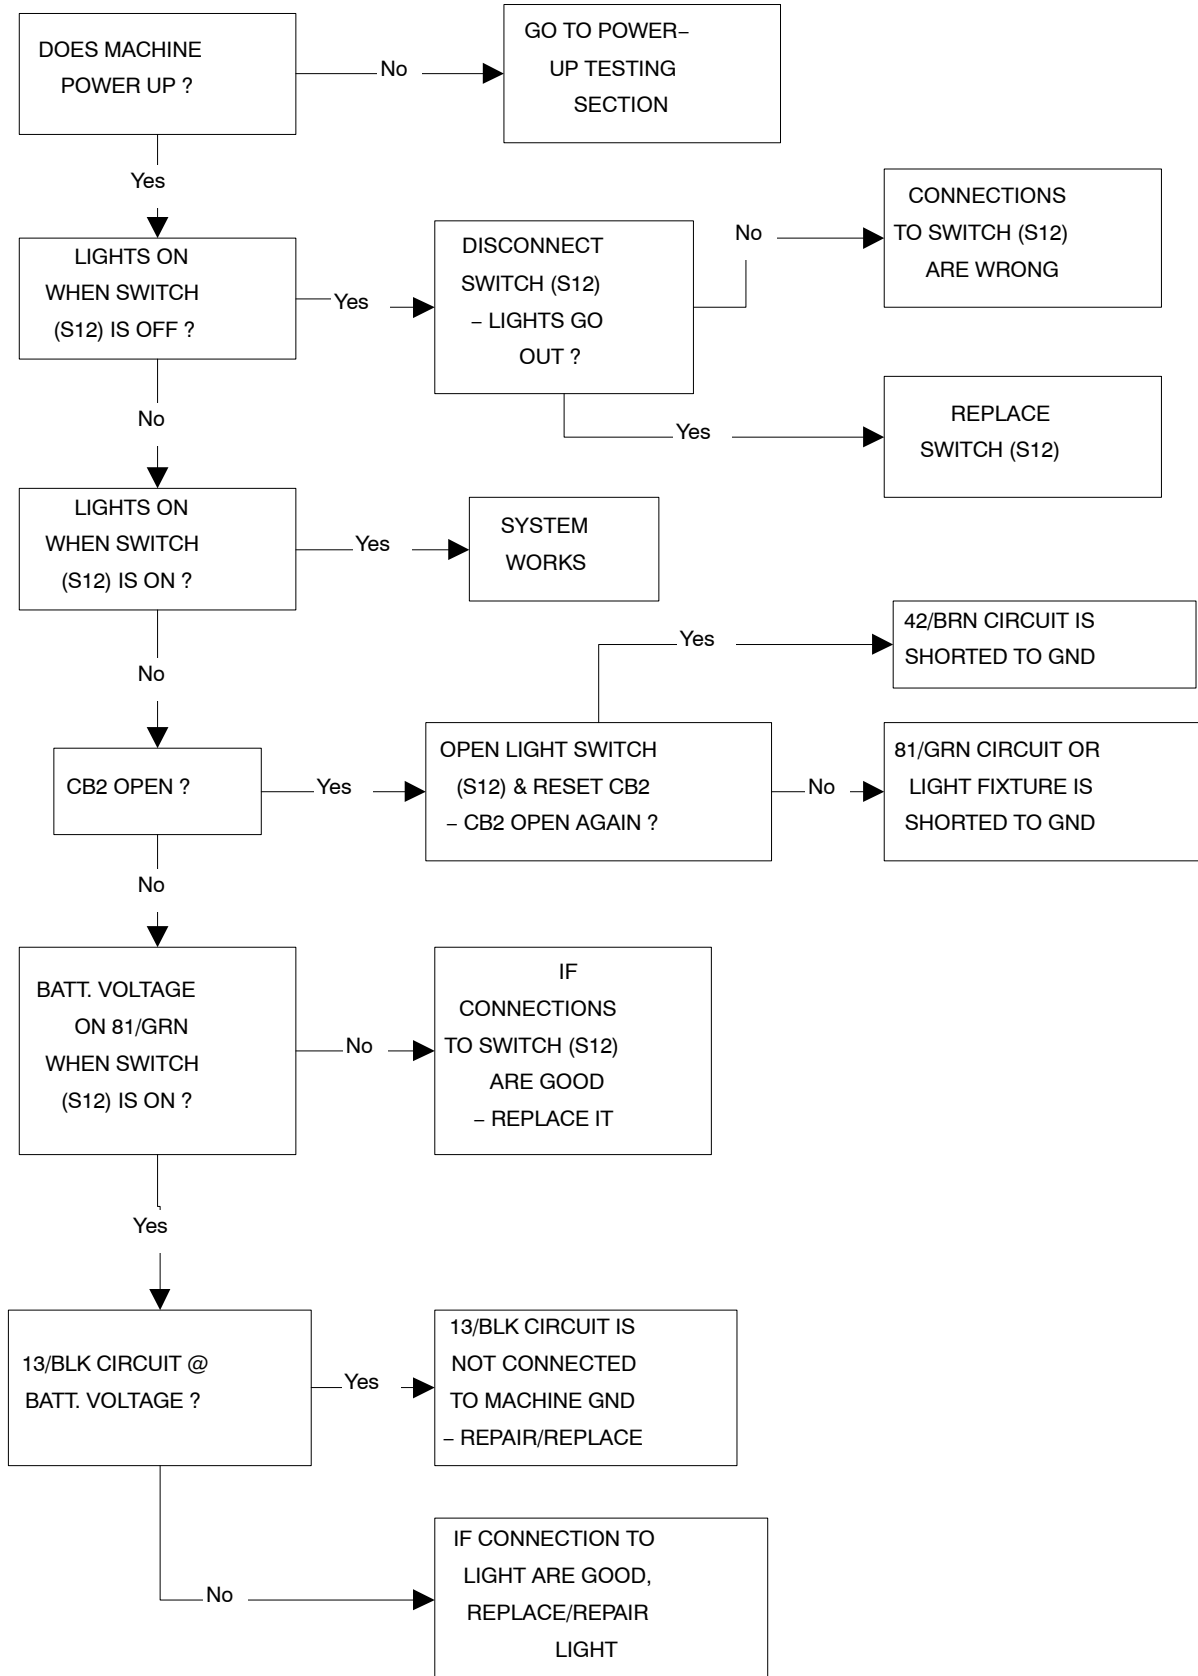 DOES MACHINE
POWER UP ?
No
GO TO POWER–
UP TESTING
SECTION
Yes
LIGHTS ON
WHEN SWITCH
(S12) IS OFF ?
Yes
DISCONNECT
SWITCH (S12)
– LIGHTS GO
OUT ?
No
CONNECTIONS
TO SWITCH (S12)
ARE WRONG
Yes
REPLACE
SWITCH (S12)
No
LIGHTS ON
WHEN SWITCH
(S12) IS ON ?
Yes
SYSTEM
WORKS
No
CB2 OPEN ?
Yes
OPEN LIGHT SWITCH
(S12) & RESET CB2
– CB2 OPEN AGAIN ?
Yes
42/BRN CIRCUIT IS
SHORTED TO GND
No
81/GRN CIRCUIT OR
LIGHT FIXTURE IS
SHORTED TO GND
No
BATT. VOLTAGE
ON 81/GRN
WHEN SWITCH
(S12) IS ON ?
No
IF
CONNECTIONS
TO SWITCH (S12)
ARE GOOD
– REPLACE IT
Yes
13/BLK CIRCUIT @
BATT. VOLTAGE ?
Yes
13/BLK CIRCUIT IS
NOT CONNECTED
TO MACHINE GND
– REPAIR/REPLACE
No
IF CONNECTION TO
LIGHT ARE GOOD,
REPLACE/REPAIR
LIGHT